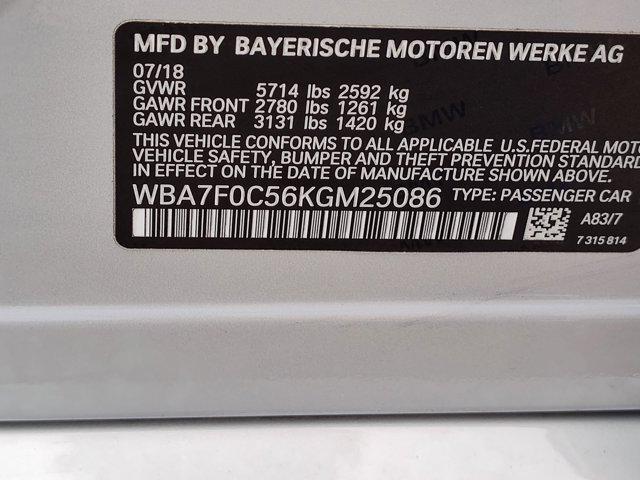 MFD BY BAYERISCHE MOTOREN WERKE AG
07/18
GVWR 5714 lbs 2592 kg
GAWR FRONT 2780 lbs 1261 kg
GAWR REAR 3131 lbs 1420 kg
THIS VEHICLE CONFORMS TO ALL APPLICABLE U.S.FEDERAL MOTO
VEHICLE SAFETY, BUMPER AND THEFT PREVENTION STANDARDS
IN EFFECT ON THE DATE OF MANUFACTURE SHOWN ABOVE.
WBA7F0C56KGM25086 TYPE: PASSENGER CAR
A83/7
7 315 814
BMW